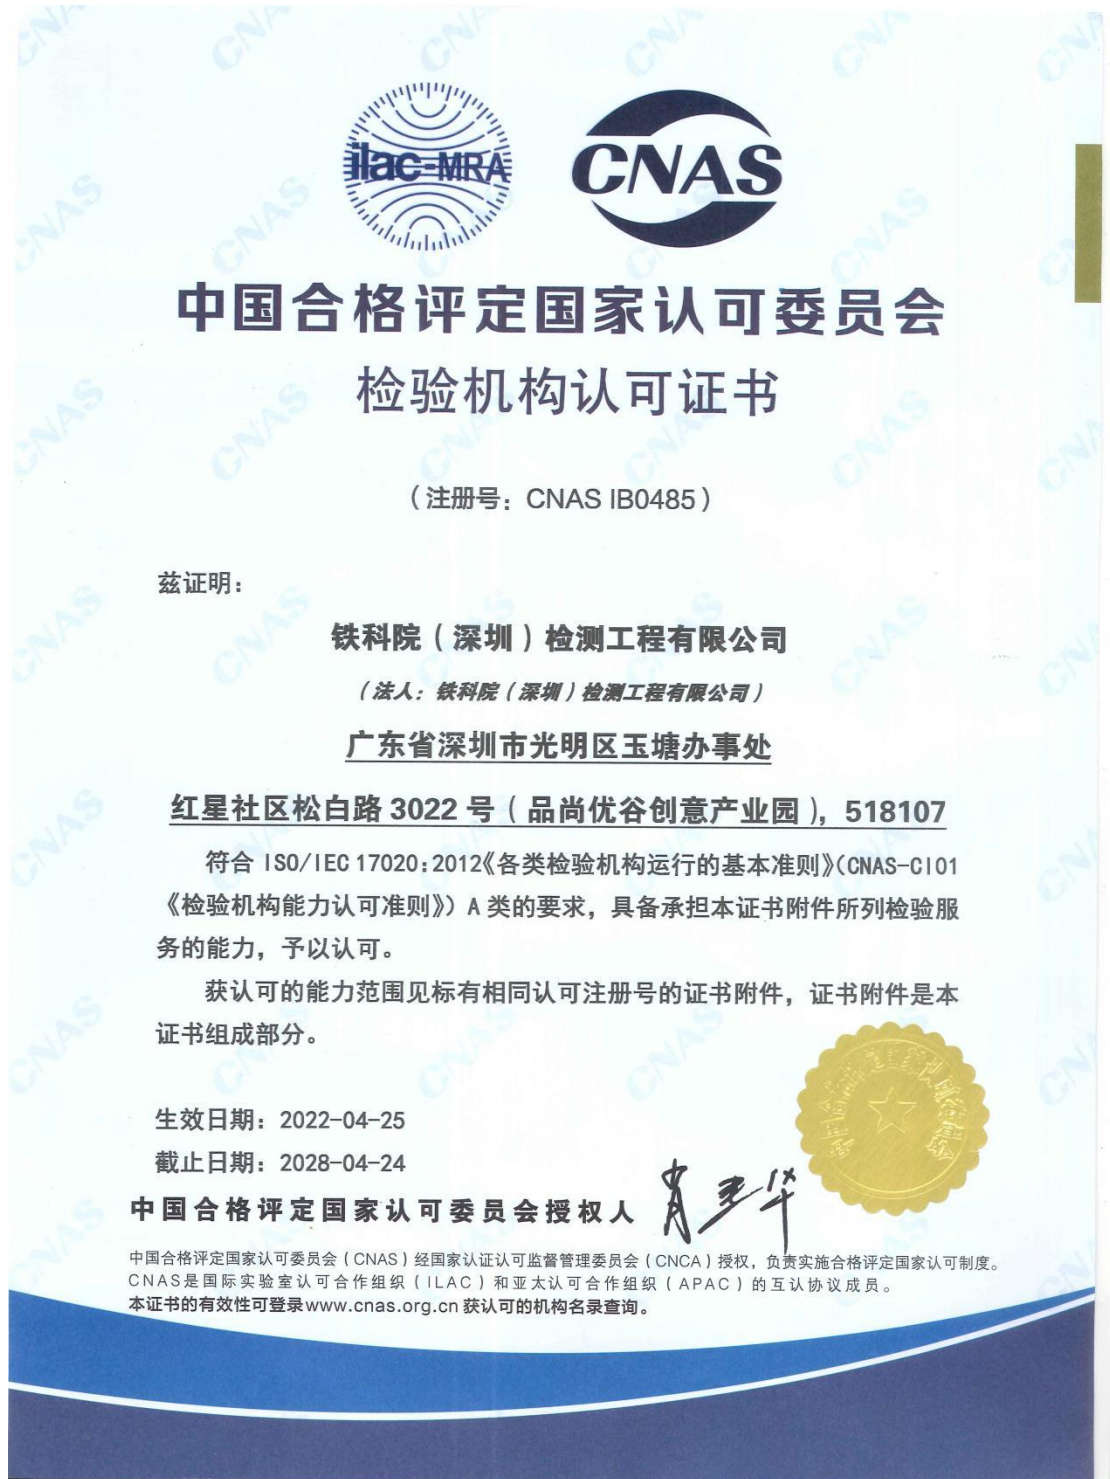 ilac-MRA
CNAS
中国合格评定国家认可委员会
检验机构认可证书
（注册号：CNAS IB0485）
兹证明：
铁科院（深圳）检测工程有限公司
（法人：铁科院（深圳）检测工程有限公司）
广东省深圳市光明区玉塘办事处
红星社区松白路 3022 号（品尚优谷创意产业园），518107
符合 ISO/IEC 17020:2012《各类检验机构运行的基本准则》（CNAS-CI01
《检验机构能力认可准则》）A 类的要求，具备承担本证书附件所列检验服
务的能力，予以认可。
获认可的能力范围见标有相同认可注册号的证书附件，证书附件是本
证书组成部分。
生效日期：2022-04-25
截止日期：2028-04-24
中国合格评定国家认可委员会授权人
中国合格评定国家认可委员会（CNAS）经国家认证认可监督管理委员会（CNCA）授权，负责实施合格评定国家认可制度。
CNAS是国际实验室认可合作组织（ILAC）和亚太认可合作组织（APAC）的互认协议成员。
本证书的有效性可登录www.cnas.org.cn 获认可的机构名录查询。